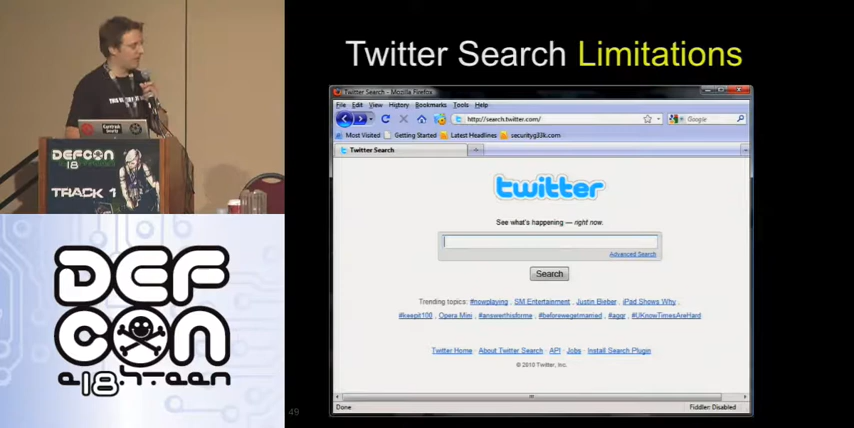 Twitter Search Limitations
Twitter Search - Mozilla Firefox
File Edit View History Bookmarks Tools Help
http://search.twitter.com/
Google
Most Visited Getting Started Latest Headlines securityg33k.com
Twitter Search
twitter
See what's happening — right now.
Advanced Search
Search
Trending topics: #nowplaying , SM Entertainment , Justin Bieber , iPad Shows Why ,
#keepit100 , Opera Mini , #answerthisforme , #beforewegetmarried , #aggr , #UKnowTimesAreHard
Twitter Home · About Twitter Search · API · Jobs · Install Search Plugin
© 2010 Twitter, Inc.
Done
Fiddler: Disabled
49
DEFCON
18
TRACK 1
DEF
CON
e18hteen